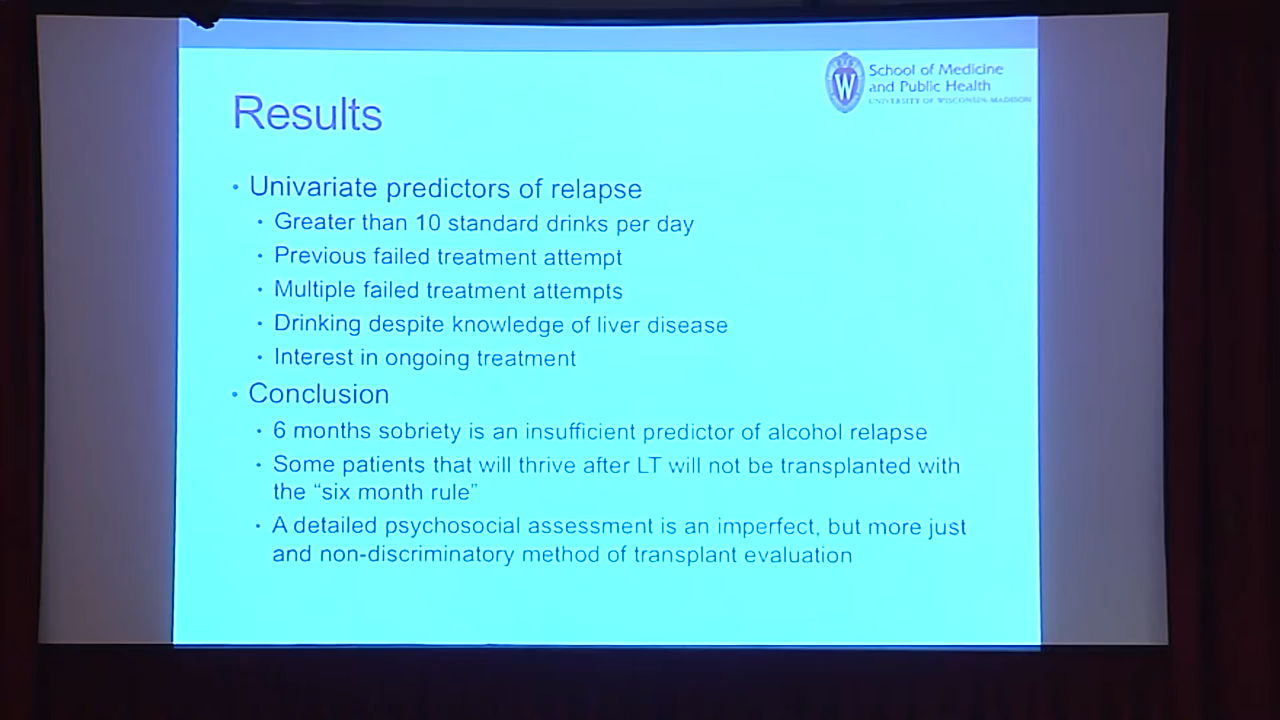 School of Medicine
and Public Health
UNIVERSITY OF WISCONSIN-MADISON
W
Results
• Univariate predictors of relapse
• Greater than 10 standard drinks per day
• Previous failed treatment attempt
• Multiple failed treatment attempts
• Drinking despite knowledge of liver disease
• Interest in ongoing treatment
• Conclusion
• 6 months sobriety is an insufficient predictor of alcohol relapse
• Some patients that will thrive after LT will not be transplanted with
the “six month rule”
• A detailed psychosocial assessment is an imperfect, but more just
and non-discriminatory method of transplant evaluation